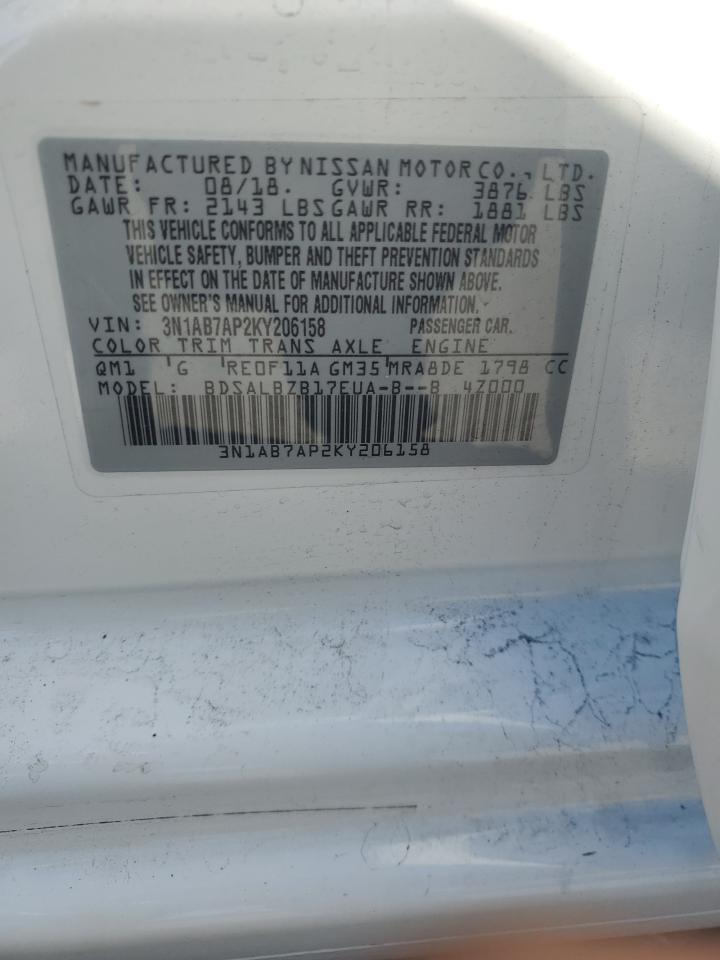 MANUFACTURED BY NISSAN MOTOR CO., LTD.
DATE: 08/18. GVWR: 3876 LBS
GAWR FR: 2143 LBS GAWR RR: 1881 LBS
THIS VEHICLE CONFORMS TO ALL APPLICABLE FEDERAL MOTOR
VEHICLE SAFETY, BUMPER AND THEFT PREVENTION STANDARDS
IN EFFECT ON THE DATE OF MANUFACTURE SHOWN ABOVE.
SEE OWNER'S MANUAL FOR ADDITIONAL INFORMATION.
VIN: 3N1AB7AP2KY206158 PASSENGER CAR.
COLOR TRIM TRANS AXLE ENGINE
QM1 'G RE0F11A GM35 'MRA8DE 1798 CC
MODEL: BDSALBZB17EUA-B--B 4Z000
3N1AB7AP2KY206158